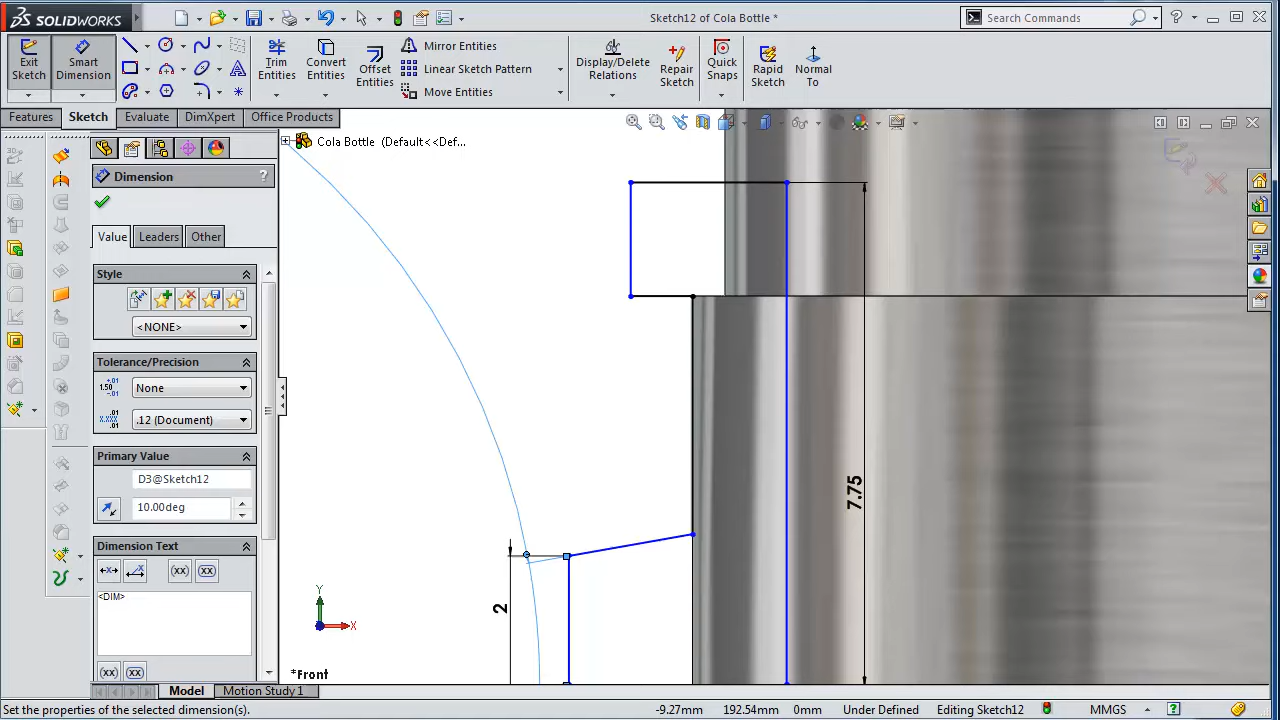 SOLIDWORKS
Sketch12 of Cola Bottle *
Search Commands
Exit Sketch
Smart Dimension
Trim Entities
Convert Entities
Offset Entities
Mirror Entities
Linear Sketch Pattern
Move Entities
Display/Delete Relations
Repair Sketch
Quick Snaps
Rapid Sketch
Normal To
Features
Sketch
Evaluate
DimXpert
Office Products
Cola Bottle (Default<<Def...
Dimension
?
Value
Leaders
Other
Style
<NONE>
Tolerance/Precision
None
.12 (Document)
Primary Value
D3@Sketch12
10.00deg
Dimension Text
<DIM>
7.75
2
Y
X
*Front
Model
Motion Study 1
Set the properties of the selected dimension(s).
-9.27mm
192.54mm
0mm
Under Defined
Editing Sketch12
MMGS